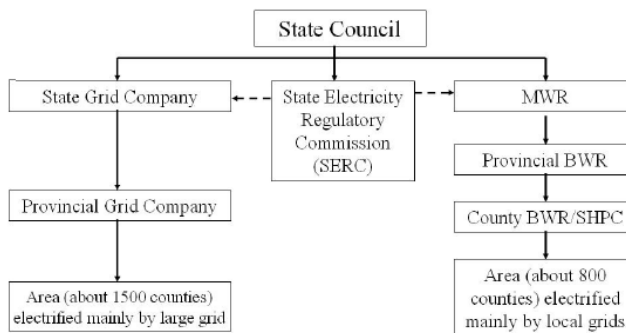 State Council
State Grid Company
State Electricity
Regulatory
Commission
(SERC)
MWR
Provincial BWR
Provincial Grid Company
County BWR/SHPC
Area (about 1500 counties)
electrified mainly by large grid
Area (about 800
counties) electrified
mainly by local grids